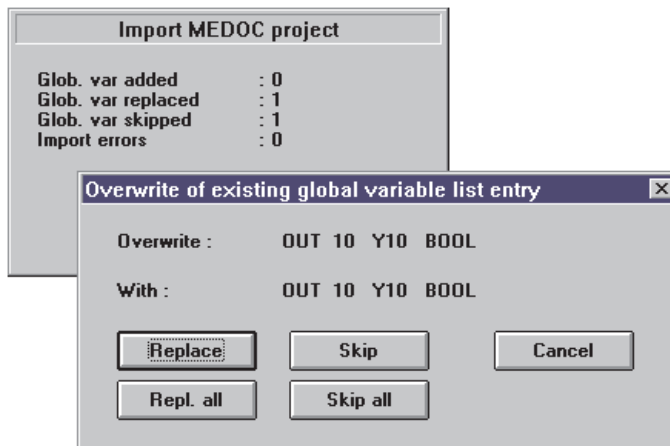 Import MEDOC project
Glob. var added : 0
Glob. var replaced : 1
Glob. var skipped : 1
Import errors : 0
Overwrite of existing global variable list entry
Overwrite : OUT 10 Y10 BOOL
With : OUT 10 Y10 BOOL
Replace Skip Cancel
Repl. all Skip all